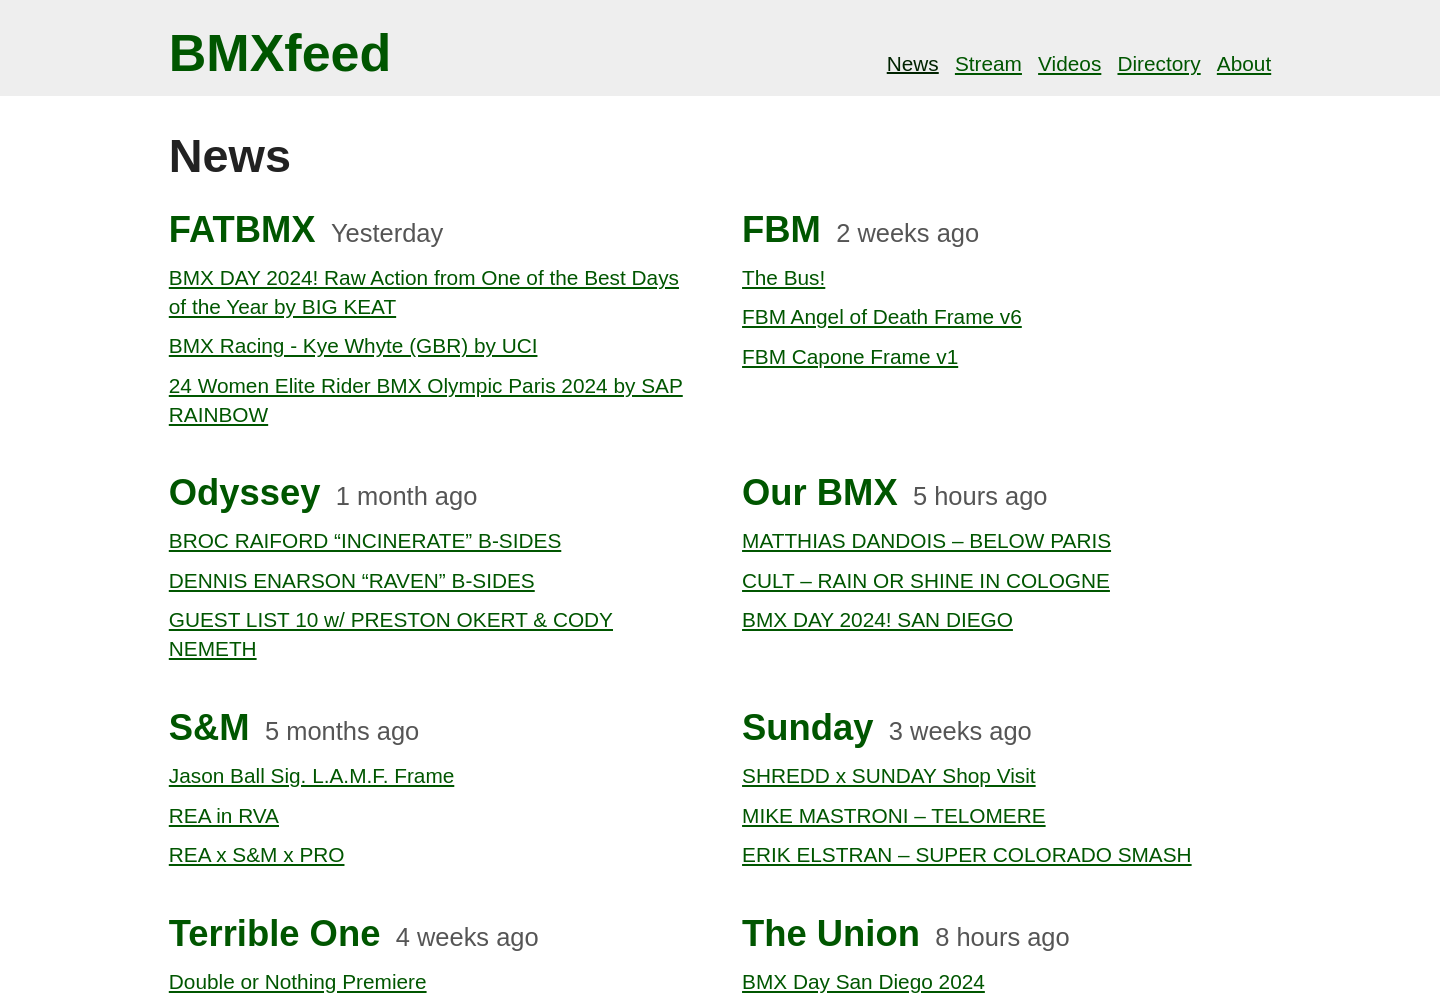 BMXfeed
News Stream Videos Directory About
News
FATBMX Yesterday
BMX DAY 2024! Raw Action from One of the Best Days
of the Year by BIG KEAT
BMX Racing - Kye Whyte (GBR) by UCI
24 Women Elite Rider BMX Olympic Paris 2024 by SAP
RAINBOW
FBM 2 weeks ago
The Bus!
FBM Angel of Death Frame v6
FBM Capone Frame v1
Odyssey 1 month ago
BROC RAIFORD “INCINERATE” B-SIDES
DENNIS ENARSON “RAVEN” B-SIDES
GUEST LIST 10 w/ PRESTON OKERT & CODY
NEMETH
Our BMX 5 hours ago
MATTHIAS DANDOIS – BELOW PARIS
CULT – RAIN OR SHINE IN COLOGNE
BMX DAY 2024! SAN DIEGO
S&M 5 months ago
Jason Ball Sig. L.A.M.F. Frame
REA in RVA
REA x S&M x PRO
Sunday 3 weeks ago
SHREDD x SUNDAY Shop Visit
MIKE MASTRONI – TELOMERE
ERIK ELSTRAN – SUPER COLORADO SMASH
Terrible One 4 weeks ago
Double or Nothing Premiere
The Union 8 hours ago
BMX Day San Diego 2024